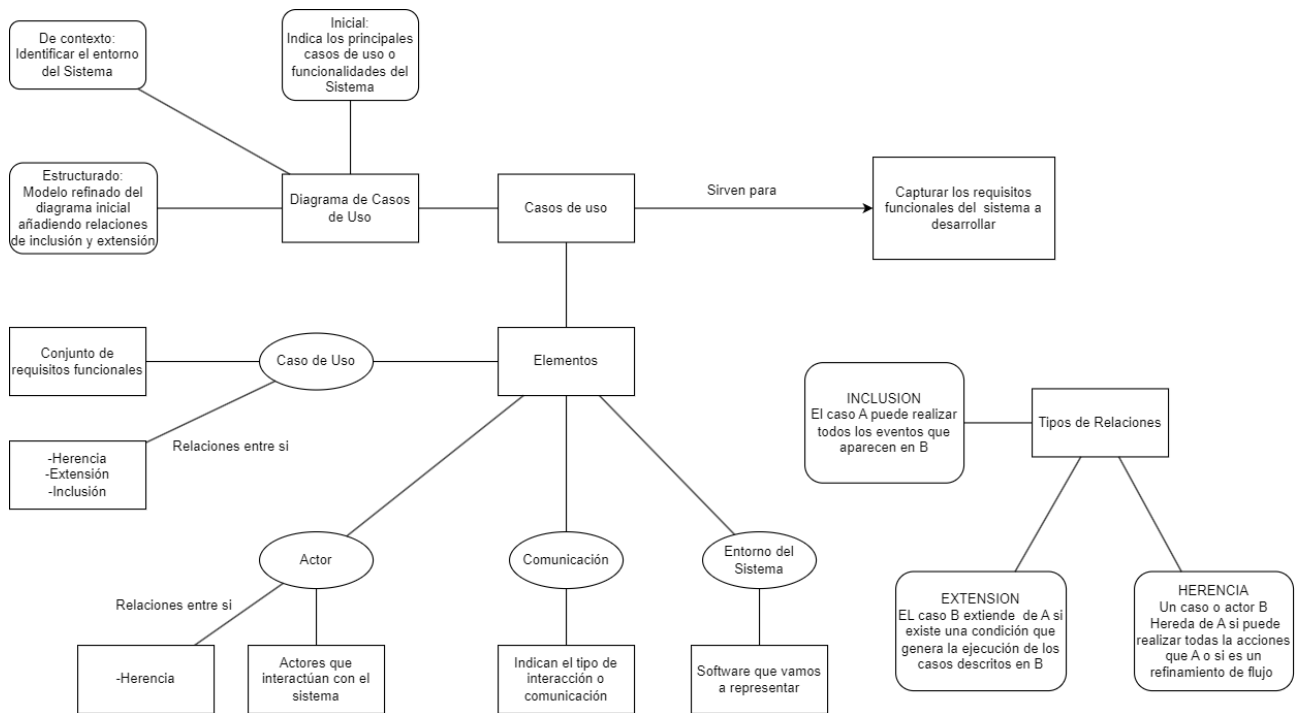 De contexto:
Identificar el entorno
del Sistema
Inicial:
Indica los principales
casos de uso o
funcionalidades del
Sistema
Estructurado:
Modelo refinado del
diagrama inicial
añadiendo relaciones
de inclusión y extensión
Diagrama de Casos
de Uso
Casos de uso
Sirven para
Capturar los requisitos
funcionales del sistema a
desarrollar
Conjunto de
requisitos funcionales
Caso de Uso
Elementos
Relaciones entre si
-Herencia
-Extensión
-Inclusión
INCLUSION
El caso A puede realizar
todos los eventos que
aparecen en B
Tipos de Relaciones
Actor
Comunicación
Entorno del
Sistema
Relaciones entre si
-Herencia
Actores que
interactúan con el
sistema
Indican el tipo de
interacción o
comunicación
Software que vamos
a representar
EXTENSION
EL caso B extiende de A si
existe una condición que
genera la ejecución de los
casos descritos en B
HERENCIA
Un caso o actor B
Hereda de A si puede
realizar todas la acciones
que A o si es un
refinamiento de flujo